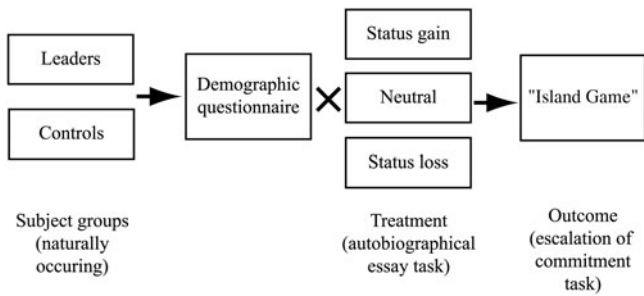 Leaders
Controls
Demographic
questionnaire
Status gain
Neutral
Status loss
"Island Game"
Subject groups
(naturally
occuring)
Treatment
(autobiographical
essay task)
Outcome
(escalation of
commitment
task)